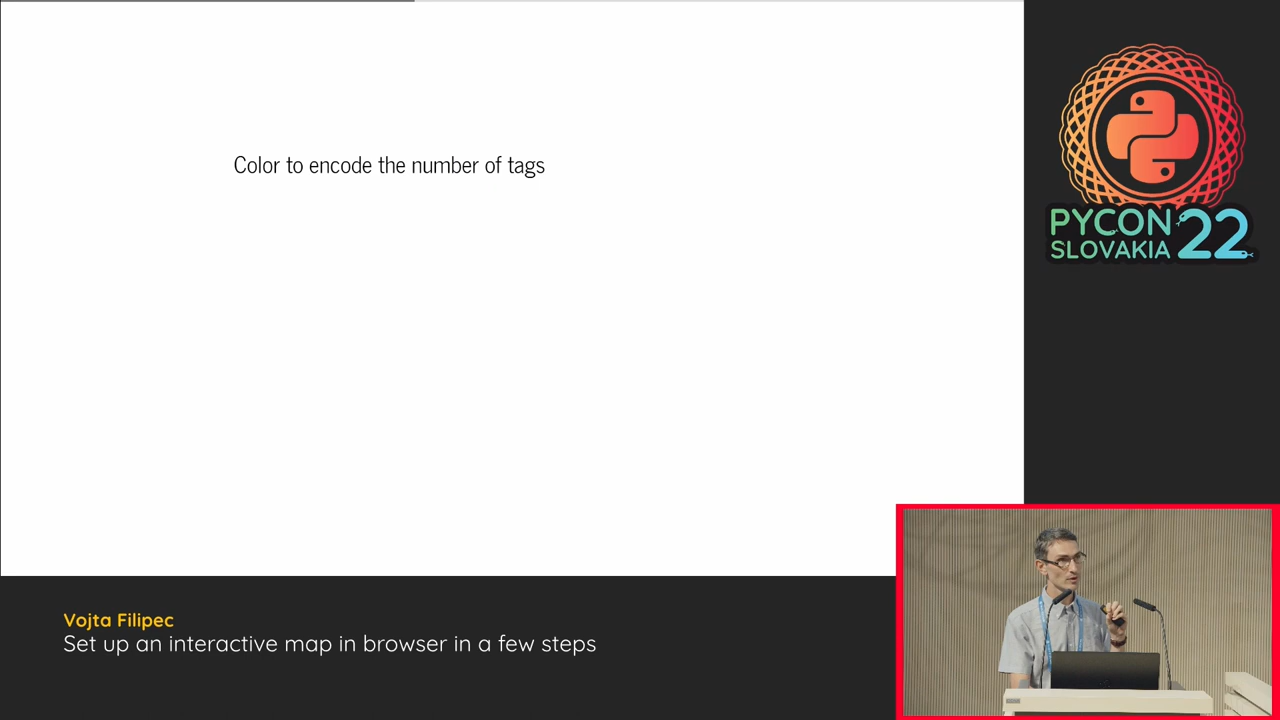 Color to encode the number of tags
PYCON
SLOVAKIA
22
Vojta Filipec
Set up an interactive map in browser in a few steps